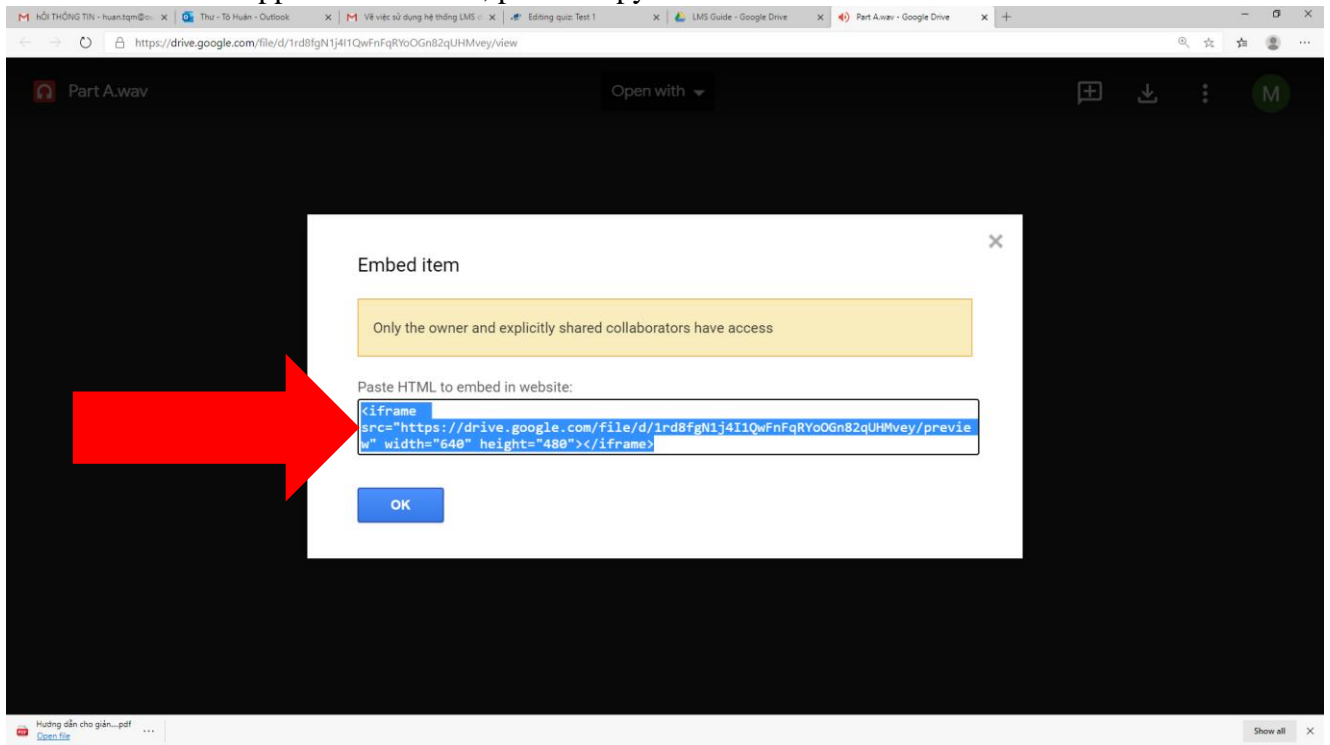 M hỒI THÔNG TIN - huan.tqm@ou. x Thư - Tô Huân - Outlook x M Về việc sử dụng hệ thống LMS c x Editing quiz: Test 1 x LMS Guide - Google Drive x Part A.wav - Google Drive x +
https://drive.google.com/file/d/1rd8fgN1j4I1QwFnFqRYoOGn82qUHMvey/view
Part A.wav Open with M
Embed item
Only the owner and explicitly shared collaborators have access
Paste HTML to embed in website:
<iframe
src="https://drive.google.com/file/d/1rd8fgN1j4I1QwFnFqRYoOGn82qUHMvey/previe
w" width="640" height="480"></iframe>
OK
Hướng dẫn cho giản....pdf ...
Open file
Show all